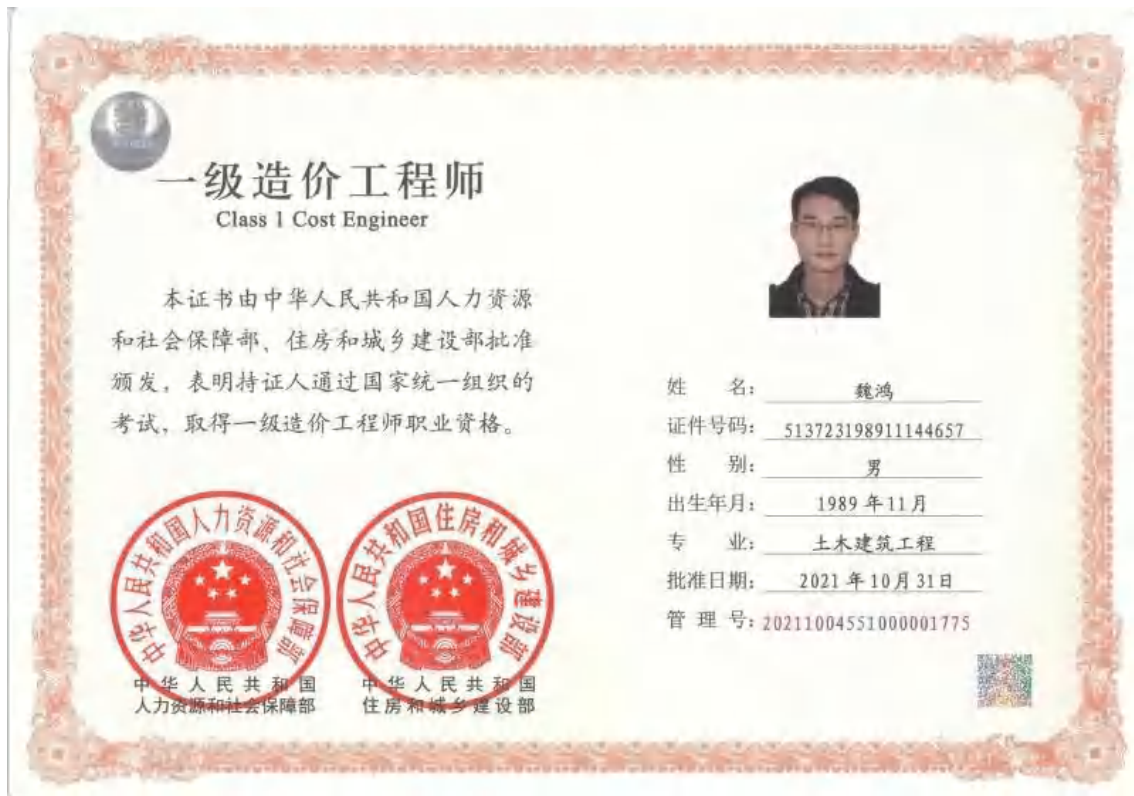 一级造价工程师
Class 1 Cost Engineer
本证书由中华人民共和国人力资源
和社会保障部、住房和城乡建设部批准
颁发，表明持证人通过国家统一组织的
考试，取得一级造价工程师职业资格。
中华人民共和国人力资源和社会保障部
中华人民共和国住房和城乡建设部
中华人民共和国
人力资源和社会保障部
中华人民共和国
住房和城乡建设部
姓 名： 魏鸿
证件号码： 513723198911144657
性 别： 男
出生年月： 1989年11月
专 业： 土木建筑工程
批准日期： 2021年10月31日
管 理 号： 20211004551000001775